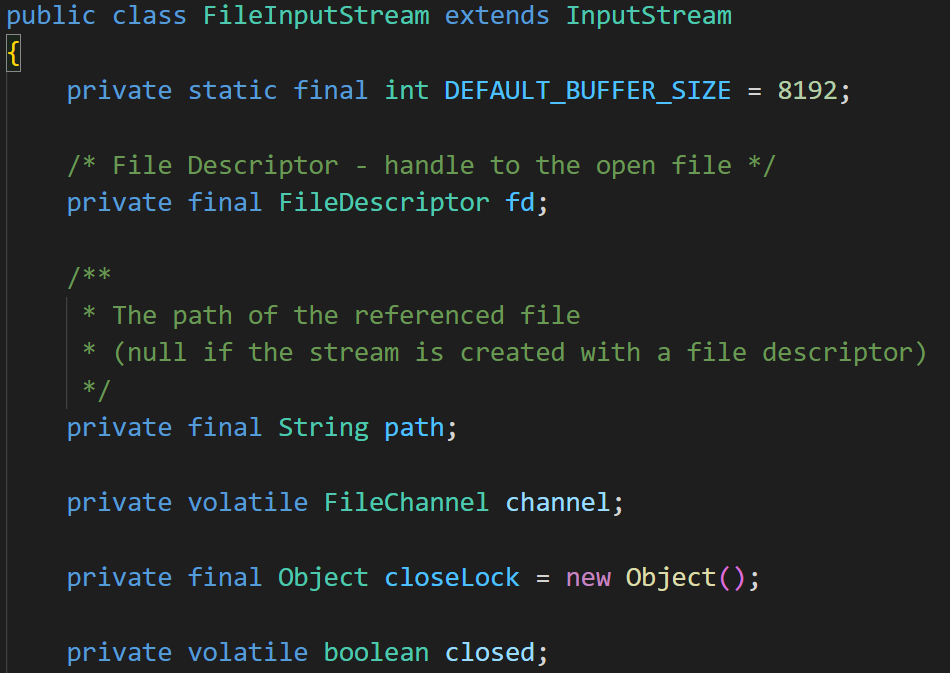 public class FileInputStream extends InputStream
{
    private static final int DEFAULT_BUFFER_SIZE = 8192;
    /* File Descriptor - handle to the open file */
    private final FileDescriptor fd;
    /**
     * The path of the referenced file
     * (null if the stream is created with a file descriptor)
     */
    private final String path;
    private volatile FileChannel channel;
    private final Object closeLock = new Object();
    private volatile boolean closed;